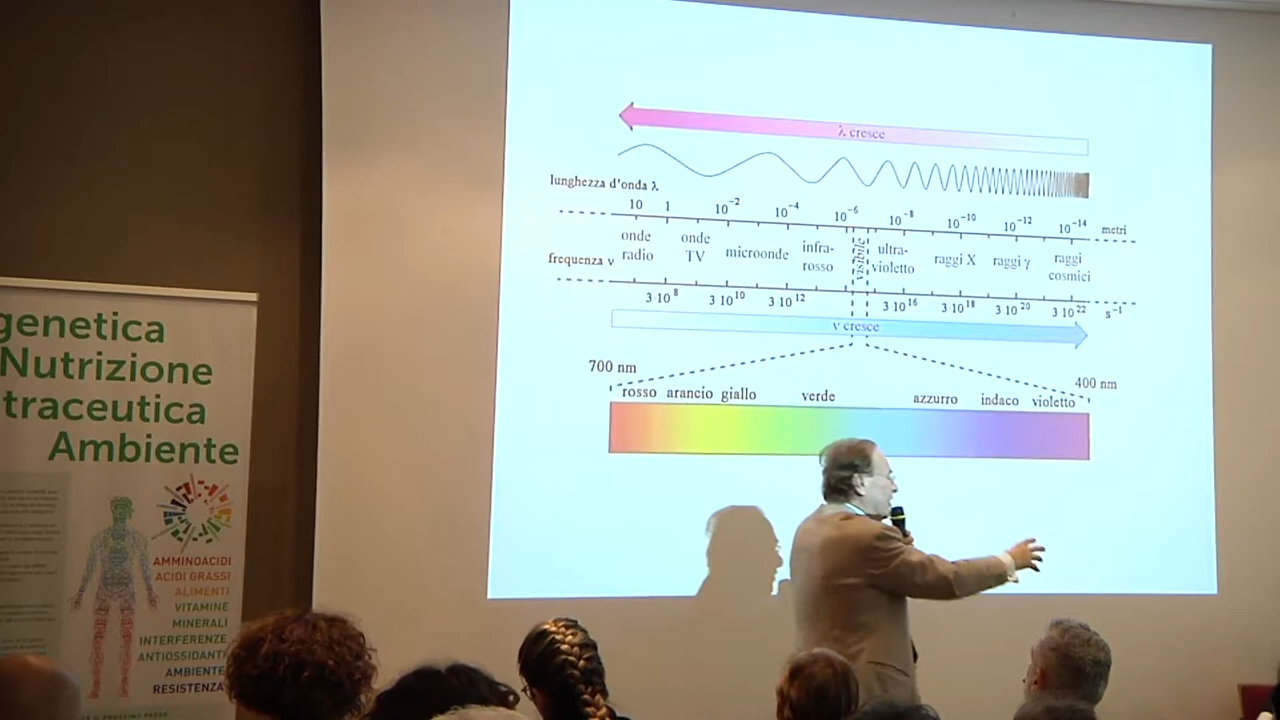 λ cresce
lunghezza d'onda λ
10 1 10⁻² 10⁻⁴ 10⁻⁶ 10⁻⁸ 10⁻¹⁰ 10⁻¹² 10⁻¹⁴ metri
onde radio
onde TV
microonde
infra-
rosso
visibile
ultra-
violetto
raggi X
raggi γ
raggi
cosmici
frequenza ν
3·10⁸ 3·10¹⁰ 3·10¹² 3·10¹⁶ 3·10¹⁸ 3·10²⁰ 3·10²² s⁻¹
ν cresce
700 nm 400 nm
rosso arancio giallo verde azzurro indaco violetto
genetica
Nutrizione
traceutica
Ambiente
AMMINOACIDI
ACIDI GRASSI
ALIMENTI
VITAMINE
MINERALI
INTERFERENZE
ANTIOSSIDANTI
AMBIENTE
RESISTENZA